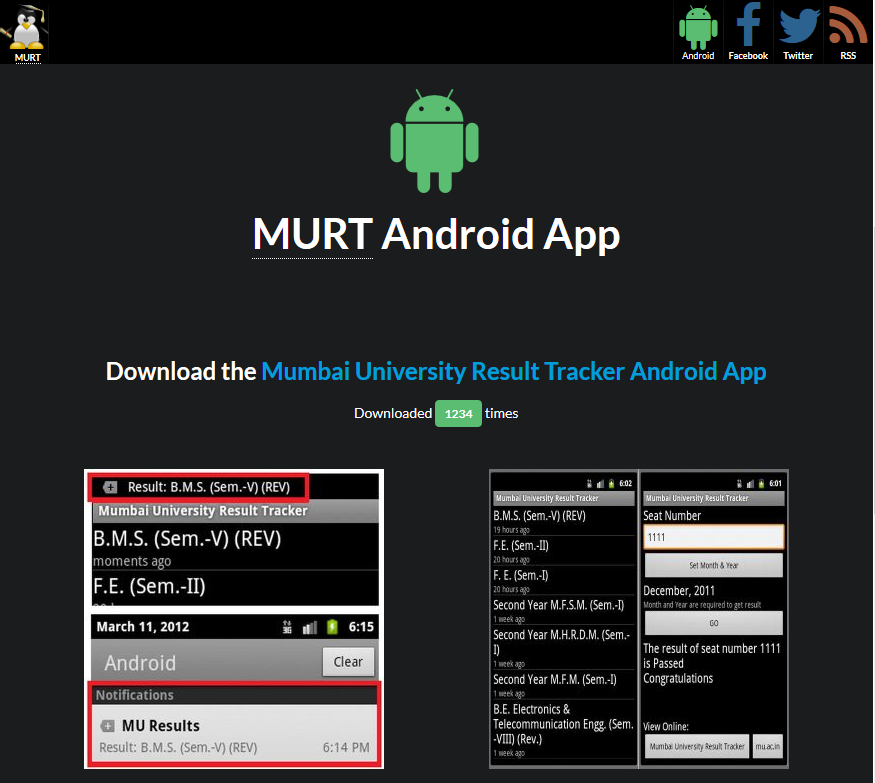 MURT
Android
Facebook
Twitter
RSS
MURT Android App
Download the Mumbai University Result Tracker Android App
Downloaded 1234 times
Result: B.M.S. (Sem.-V) (REV)
Mumbai University Result Tracker
B.M.S. (Sem.-V) (REV)
moments ago
F.E. (Sem.-II)
March 11, 2012
3G
6:15
Android
Clear
Notifications
MU Results
Result: B.M.S. (Sem.-V) (REV)
6:14 PM
6:02
Mumbai University Result Tracker
B.M.S. (Sem.-V) (REV)
19 hours ago
F.E. (Sem.-II)
20 hours ago
F. E. (Sem.-I)
20 hours ago
Second Year M.F.S.M. (Sem.-I)
1 week ago
Second Year M.H.R.D.M. (Sem.-
I)
1 week ago
Second Year M.F.M. (Sem.-I)
1 week ago
B.E. Electronics &
Telecommunication Engg. (Sem.
-VIII) (Rev.)
1 week ago
6:01
Mumbai University Result Tracker
Seat Number
1111
Set Month & Year
December, 2011
Month and Year are required to get result
GO
The result of seat number 1111
is Passed
Congratulations
View Online:
Mumbai University Result Tracker
mu.ac.in